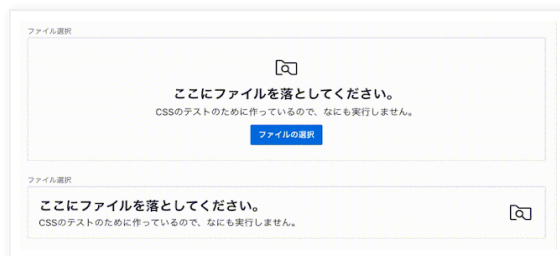 ファイル選択
ここにファイルを落としてください。
CSSのテストのために作っているので、なにも実行しません。
ファイルの選択
ファイル選択
ここにファイルを落としてください。
CSSのテストのために作っているので、なにも実行しません。